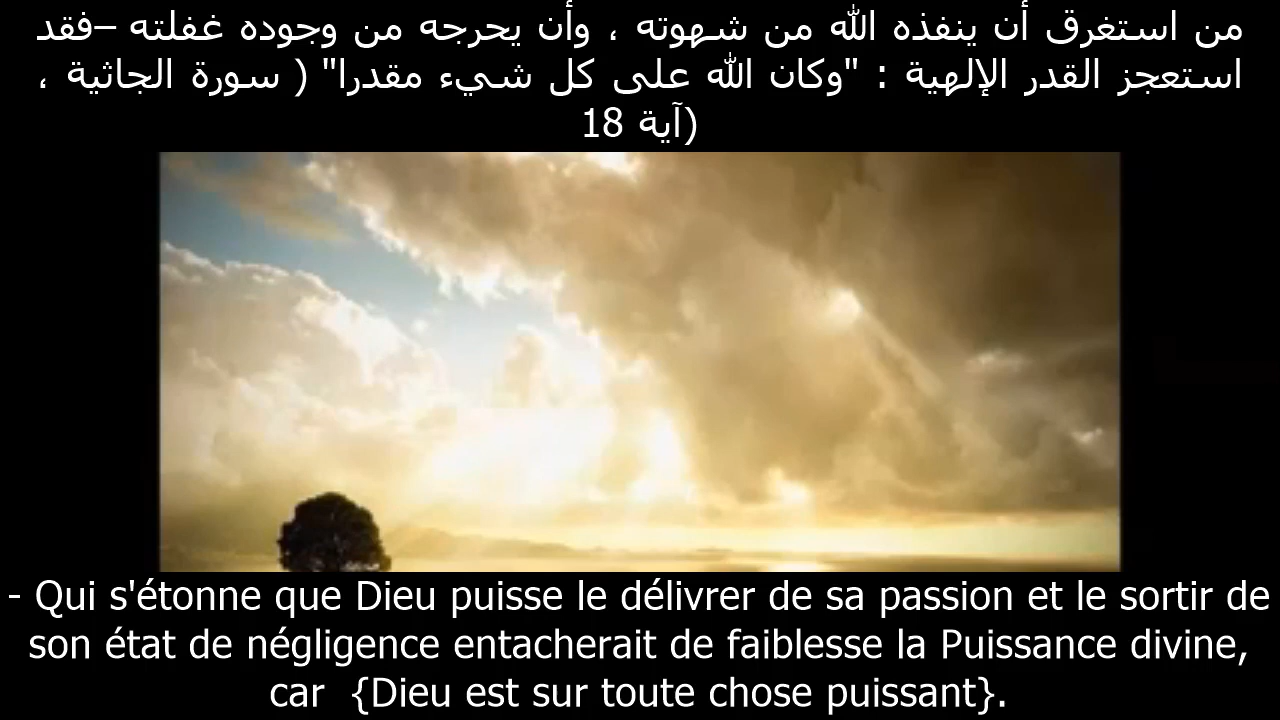 من استغرق أن ينفذه الله من شهوته ، وأن يحرجه من وجوده غفلته –فقد
استعجز القدر الإلهية : "وكان الله على كل شيء مقدرا" ( سورة الجاثية ،
آية 18)
- Qui s'étonne que Dieu puisse le délivrer de sa passion et le sortir de
son état de négligence entacherait de faiblesse la Puissance divine,
car {Dieu est sur toute chose puissant}.